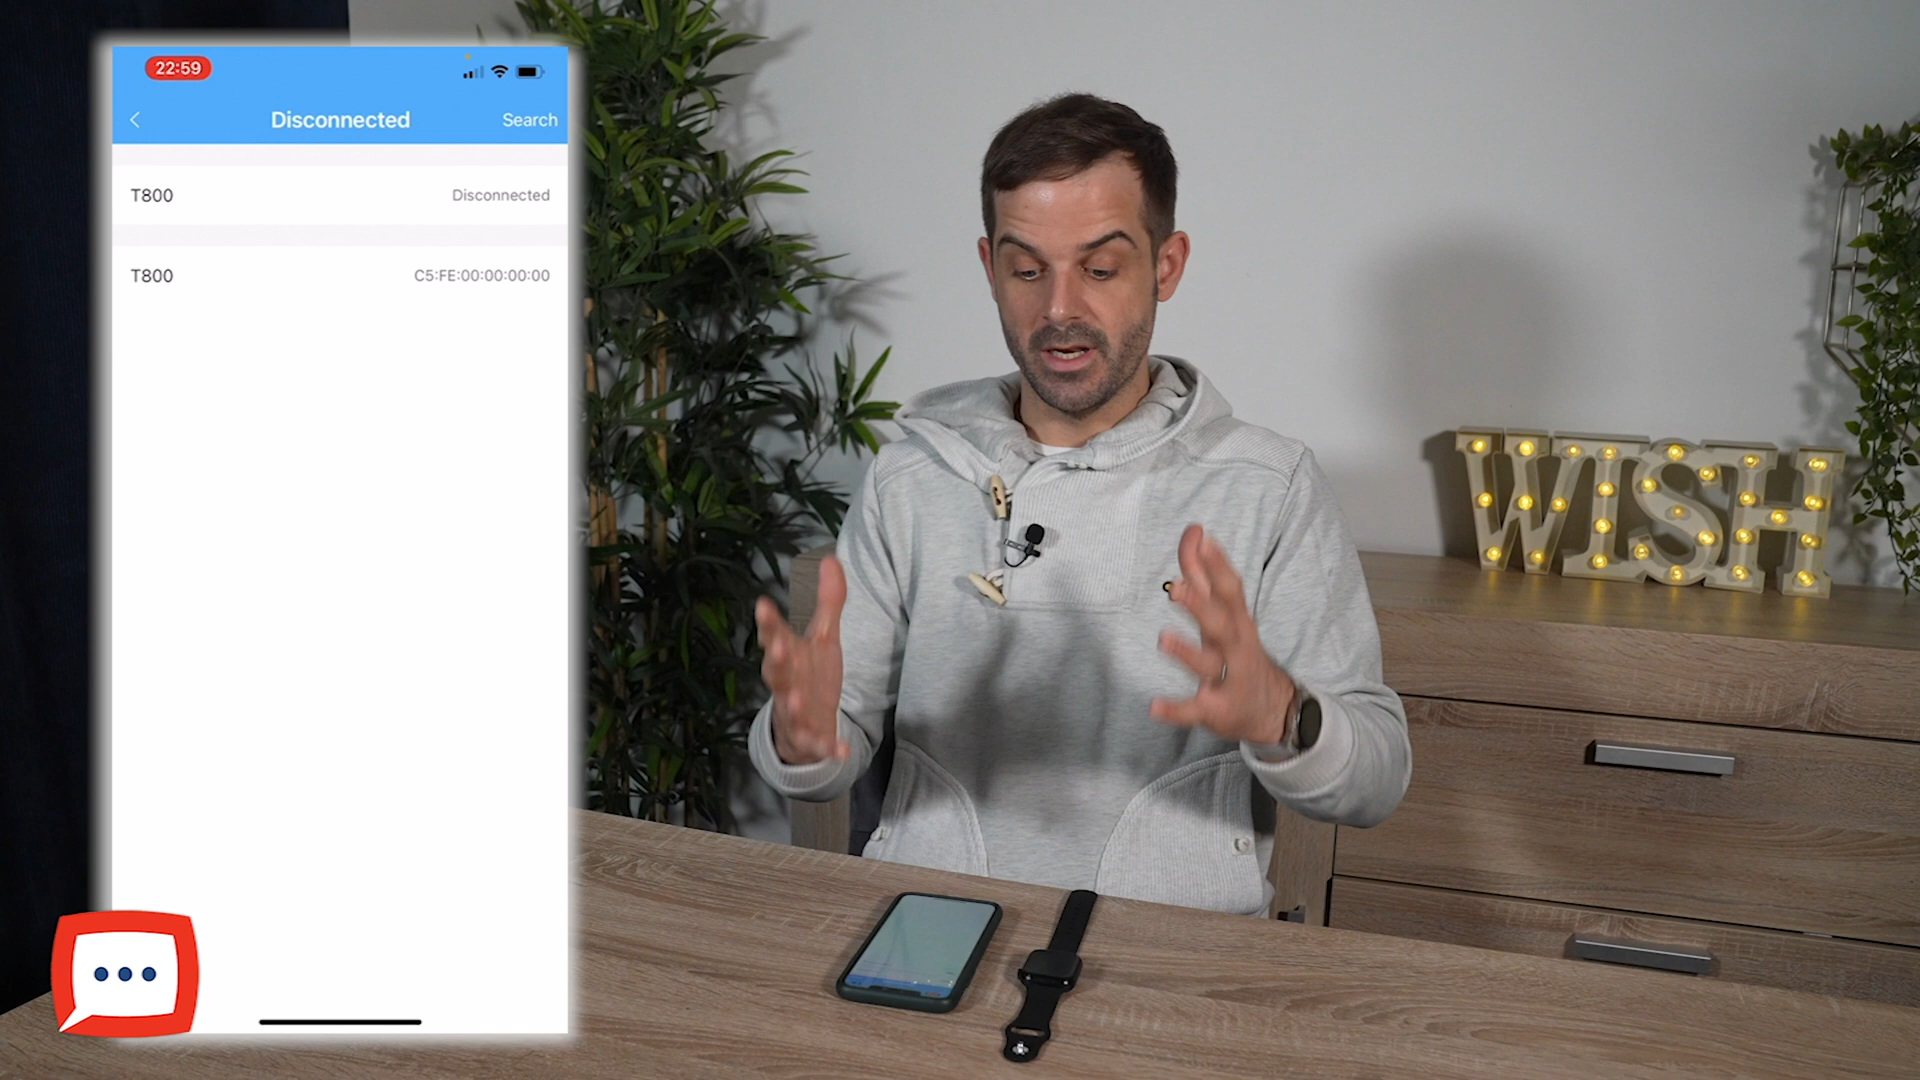 22:59
Disconnected Search
T800 Disconnected
T800 C5:FE:00:00:00:00
WISH